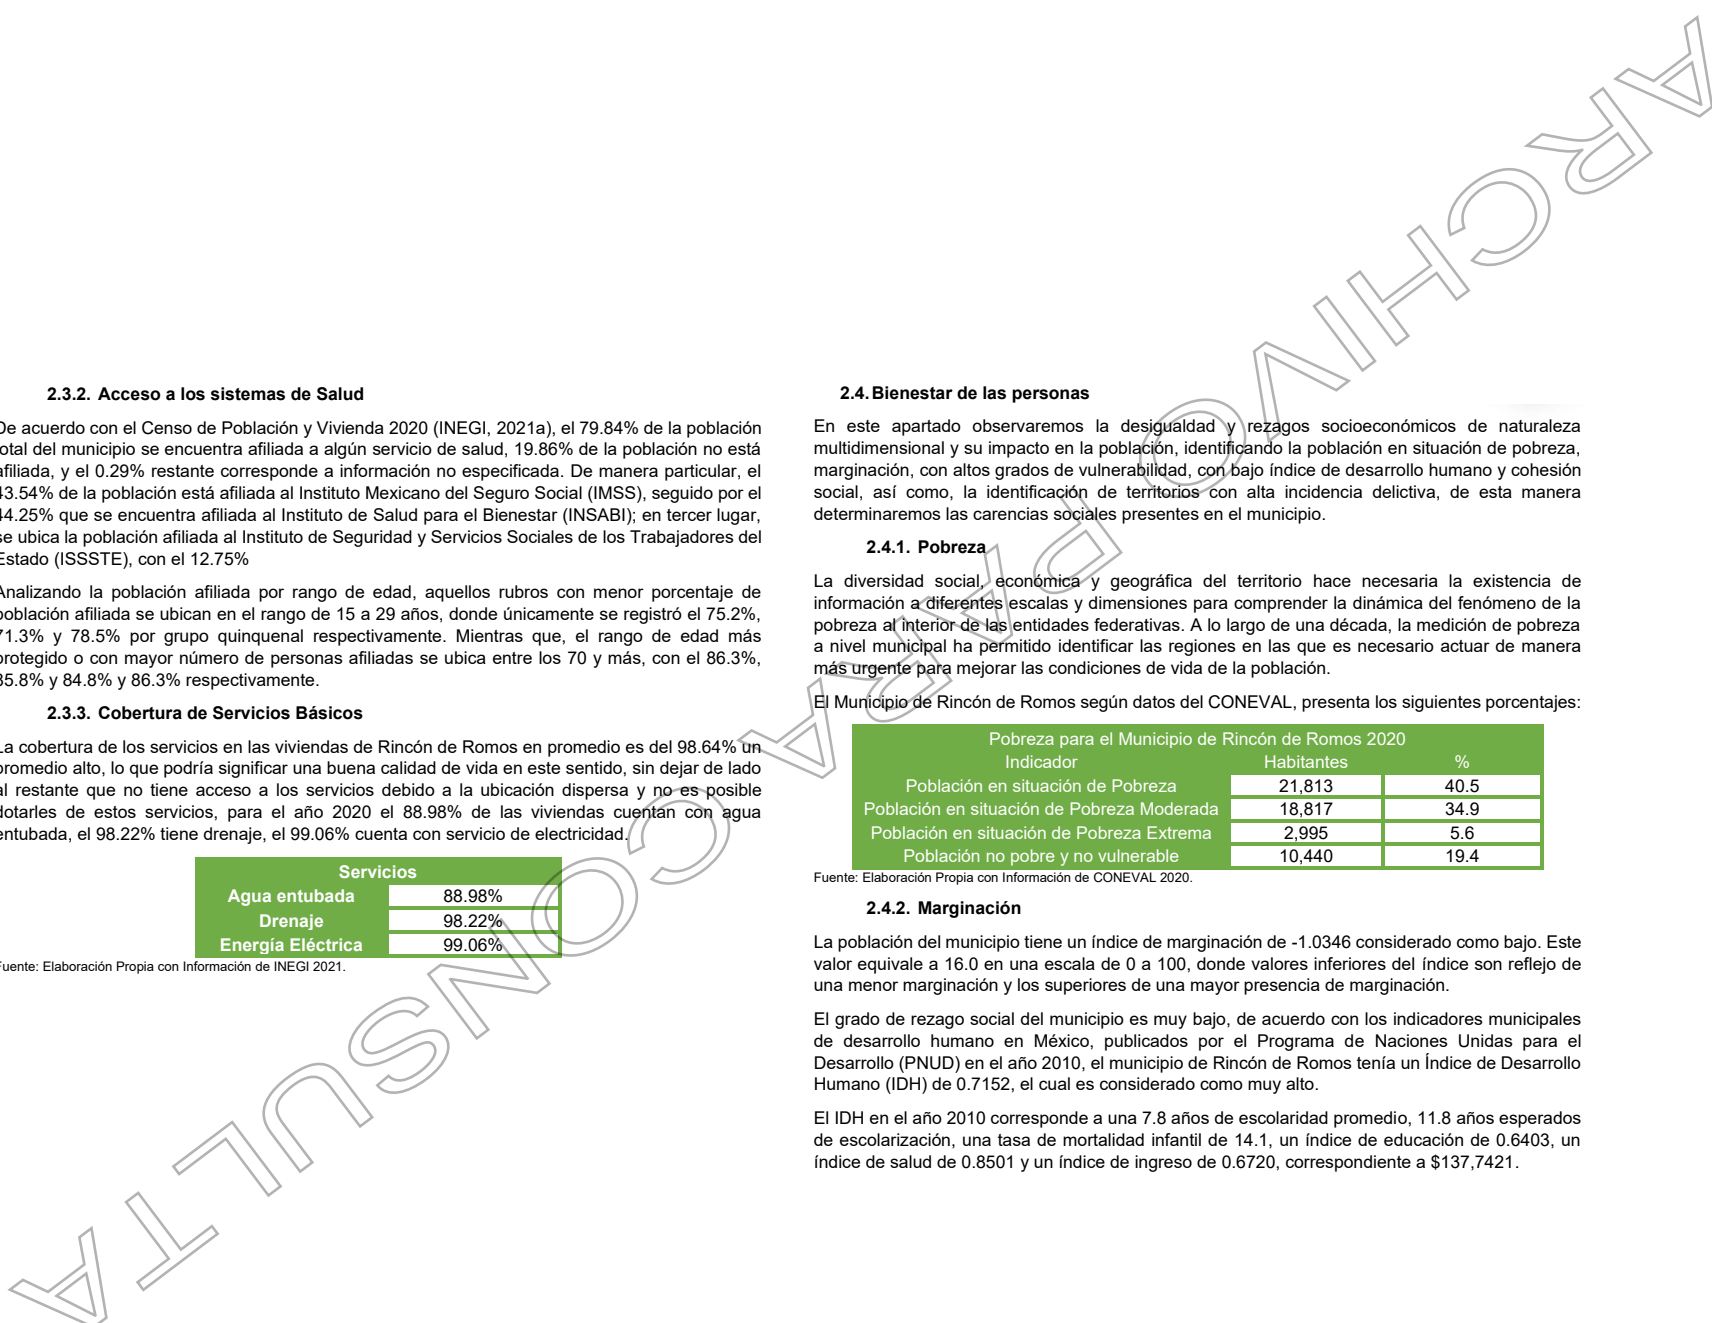 2.3.2. Acceso a los sistemas de Salud
De acuerdo con el Censo de Población y Vivienda 2020 (INEGI, 2021a), el 79.84% de la población
total del municipio se encuentra afiliada a algún servicio de salud, 19.86% de la población no está
afiliada, y el 0.29% restante corresponde a información no especificada. De manera particular, el
43.54% de la población está afiliada al Instituto Mexicano del Seguro Social (IMSS), seguido por el
44.25% que se encuentra afiliada al Instituto de Salud para el Bienestar (INSABI); en tercer lugar,
se ubica la población afiliada al Instituto de Seguridad y Servicios Sociales de los Trabajadores del
Estado (ISSSTE), con el 12.75%
Analizando la población afiliada por rango de edad, aquellos rubros con menor porcentaje de
población afiliada se ubican en el rango de 15 a 29 años, donde únicamente se registró el 75.2%,
71.3% y 78.5% por grupo quinquenal respectivamente. Mientras que, el rango de edad más
protegido o con mayor número de personas afiliadas se ubica entre los 70 y más, con el 86.3%,
85.8% y 84.8% y 86.3% respectivamente.
2.3.3. Cobertura de Servicios Básicos
La cobertura de los servicios en las viviendas de Rincón de Romos en promedio es del 98.64% un
promedio alto, lo que podría significar una buena calidad de vida en este sentido, sin dejar de lado
al restante que no tiene acceso a los servicios debido a la ubicación dispersa y no es posible
dotarles de estos servicios, para el año 2020 el 88.98% de las viviendas cuentan con agua
entubada, el 98.22% tiene drenaje, el 99.06% cuenta con servicio de electricidad.
Servicios
Agua entubada 88.98%
Drenaje 98.22%
Energía Eléctrica 99.06%
Fuente: Elaboración Propia con Información de INEGI 2021.
2.4. Bienestar de las personas
En este apartado observaremos la desigualdad y rezagos socioeconómicos de naturaleza
multidimensional y su impacto en la población, identificando la población en situación de pobreza,
marginación, con altos grados de vulnerabilidad, con bajo índice de desarrollo humano y cohesión
social, así como, la identificación de territorios con alta incidencia delictiva, de esta manera
determinaremos las carencias sociales presentes en el municipio.
2.4.1. Pobreza
La diversidad social, económica y geográfica del territorio hace necesaria la existencia de
información a diferentes escalas y dimensiones para comprender la dinámica del fenómeno de la
pobreza al interior de las entidades federativas. A lo largo de una década, la medición de pobreza
a nivel municipal ha permitido identificar las regiones en las que es necesario actuar de manera
más urgente para mejorar las condiciones de vida de la población.
El Municipio de Rincón de Romos según datos del CONEVAL, presenta los siguientes porcentajes:
Pobreza para el Municipio de Rincón de Romos 2020
Indicador Habitantes %
Población en situación de Pobreza 21,813 40.5
Población en situación de Pobreza Moderada 18,817 34.9
Población en situación de Pobreza Extrema 2,995 5.6
Población no pobre y no vulnerable 10,440 19.4
Fuente: Elaboración Propia con Información de CONEVAL 2020.
2.4.2. Marginación
La población del municipio tiene un índice de marginación de -1.0346 considerado como bajo. Este
valor equivale a 16.0 en una escala de 0 a 100, donde valores inferiores del índice son reflejo de
una menor marginación y los superiores de una mayor presencia de marginación.
El grado de rezago social del municipio es muy bajo, de acuerdo con los indicadores municipales
de desarrollo humano en México, publicados por el Programa de Naciones Unidas para el
Desarrollo (PNUD) en el año 2010, el municipio de Rincón de Romos tenía un Índice de Desarrollo
Humano (IDH) de 0.7152, el cual es considerado como muy alto.
El IDH en el año 2010 corresponde a una 7.8 años de escolaridad promedio, 11.8 años esperados
de escolarización, una tasa de mortalidad infantil de 14.1, un índice de educación de 0.6403, un
índice de salud de 0.8501 y un índice de ingreso de 0.6720, correspondiente a $137,7421.
ARCHIVO PARA CONSULTA